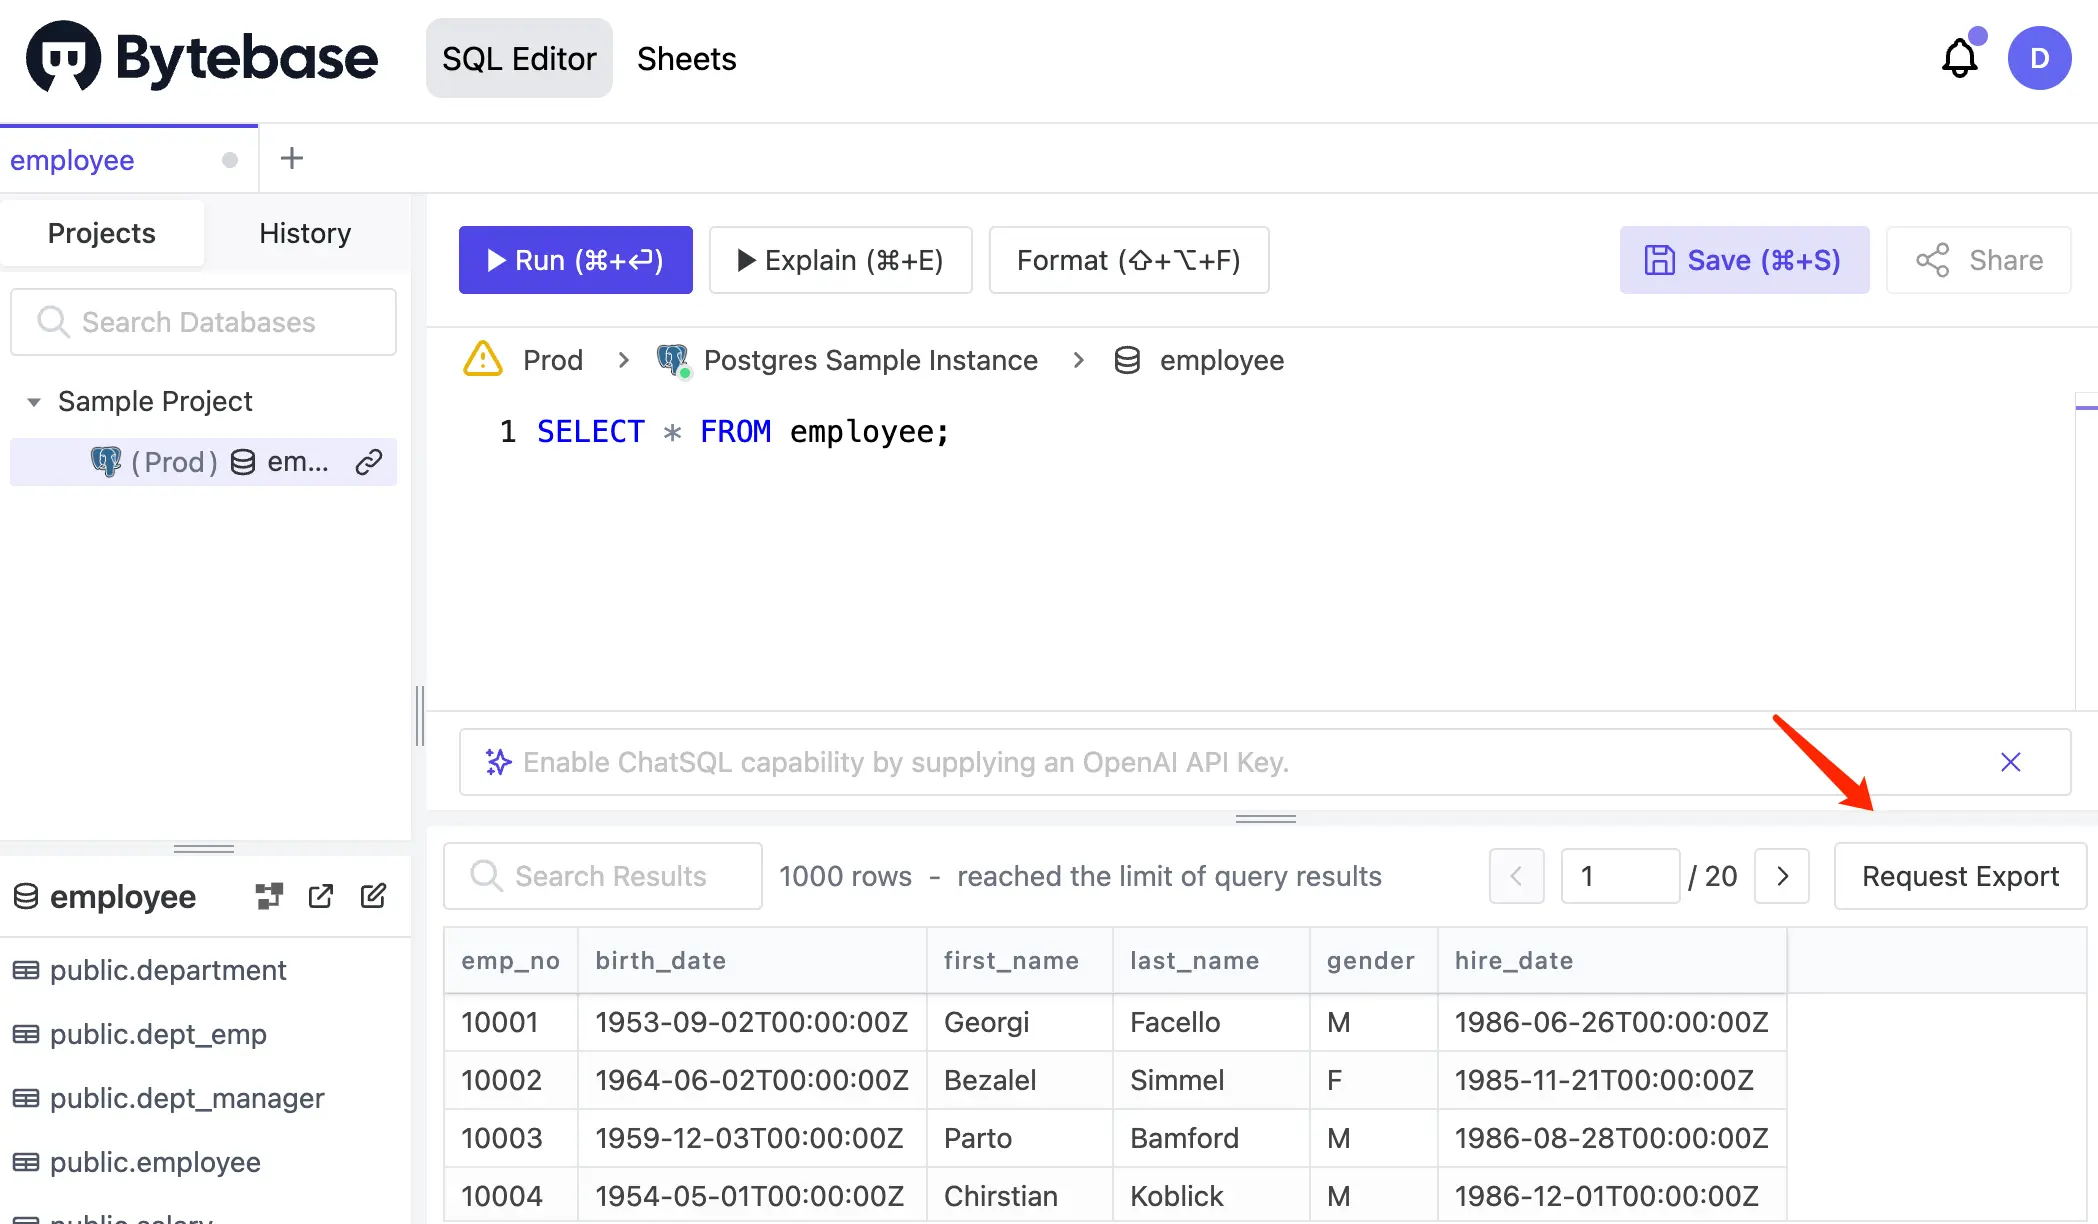 Bytebase SQL Editor Sheets D
employee
Projects History
Run (⌘+⏎) Explain (⌘+E) Format (⇧+⌥+F) Save (⌘+S) Share
Search Databases
Prod > Postgres Sample Instance > employee
Sample Project
(Prod) em...
1 SELECT * FROM employee;
Enable ChatSQL capability by supplying an OpenAI API Key.
Search Results 1000 rows - reached the limit of query results < 1 / 20 > Request Export
employee
public.department
public.dept_emp
public.dept_manager
public.employee
public.salary
emp_no birth_date first_name last_name gender hire_date
10001 1953-09-02T00:00:00Z Georgi Facello M 1986-06-26T00:00:00Z
10002 1964-06-02T00:00:00Z Bezalel Simmel F 1985-11-21T00:00:00Z
10003 1959-12-03T00:00:00Z Parto Bamford M 1986-08-28T00:00:00Z
10004 1954-05-01T00:00:00Z Chirstian Koblick M 1986-12-01T00:00:00Z